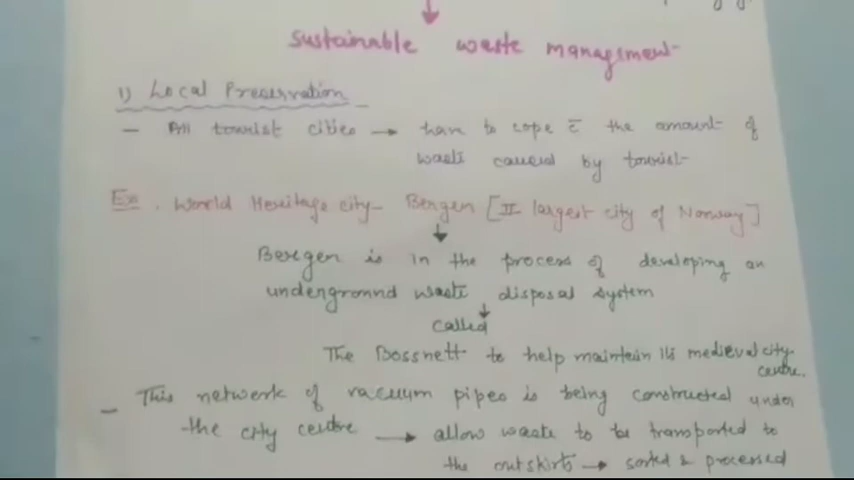 sustainable waste management
1) Local Preservation
- All tourist cities → have to cope c̄ the amount of
waste caused by tourist
Ex. World Heritage city - Bergen [II largest city of Norway]
Bergen is in the process of developing an
underground waste disposal system
called
The Bossnett to help maintain its medieval city
centre.
- This network of vacuum pipes is being constructed under
the city centre → allow waste to be transported to
the outskirts → sorted & processed